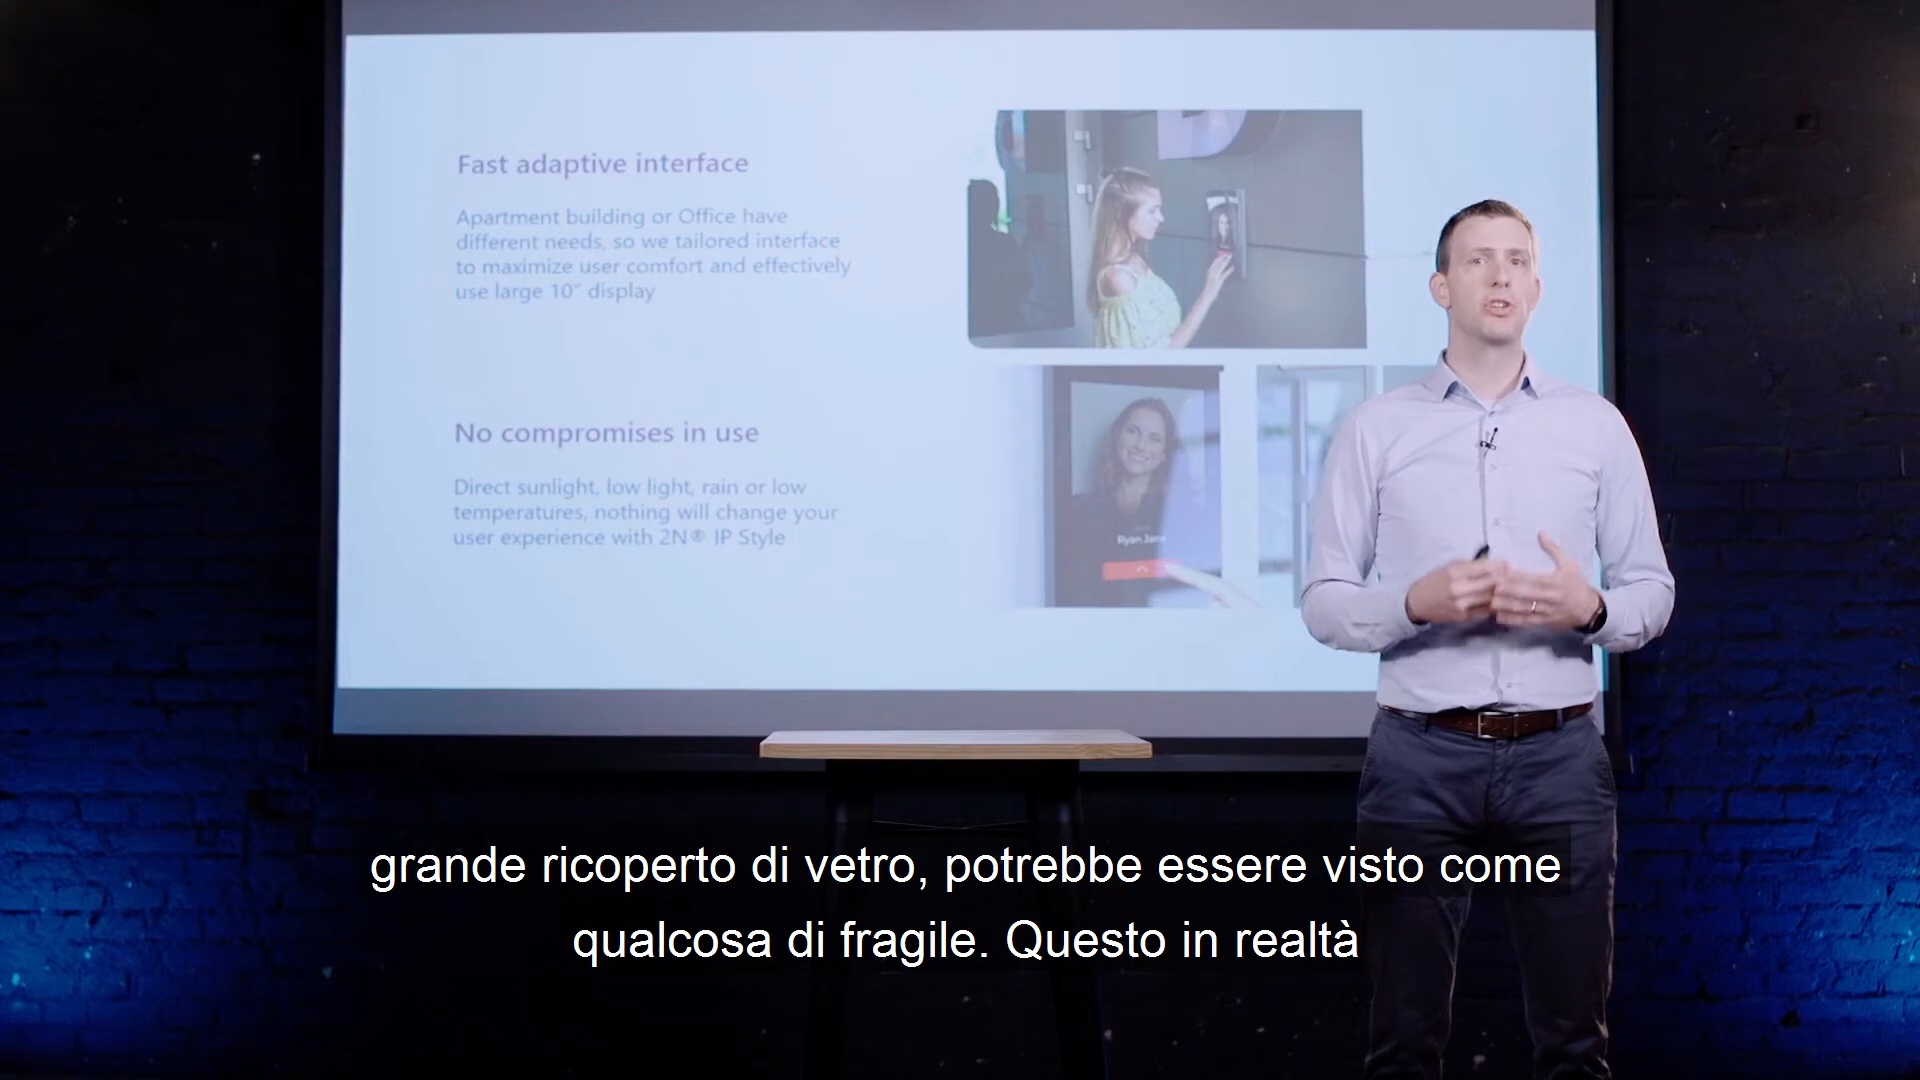 Fast adaptive interface
Apartment building or Office have
different needs, so we tailored interface
to maximize user comfort and effectively
use large 10" display
No compromises in use
Direct sunlight, low light, rain or low
temperatures, nothing will change your
user experience with 2N® IP Style
Ryan Jane
grande ricoperto di vetro, potrebbe essere visto come
qualcosa di fragile. Questo in realtà